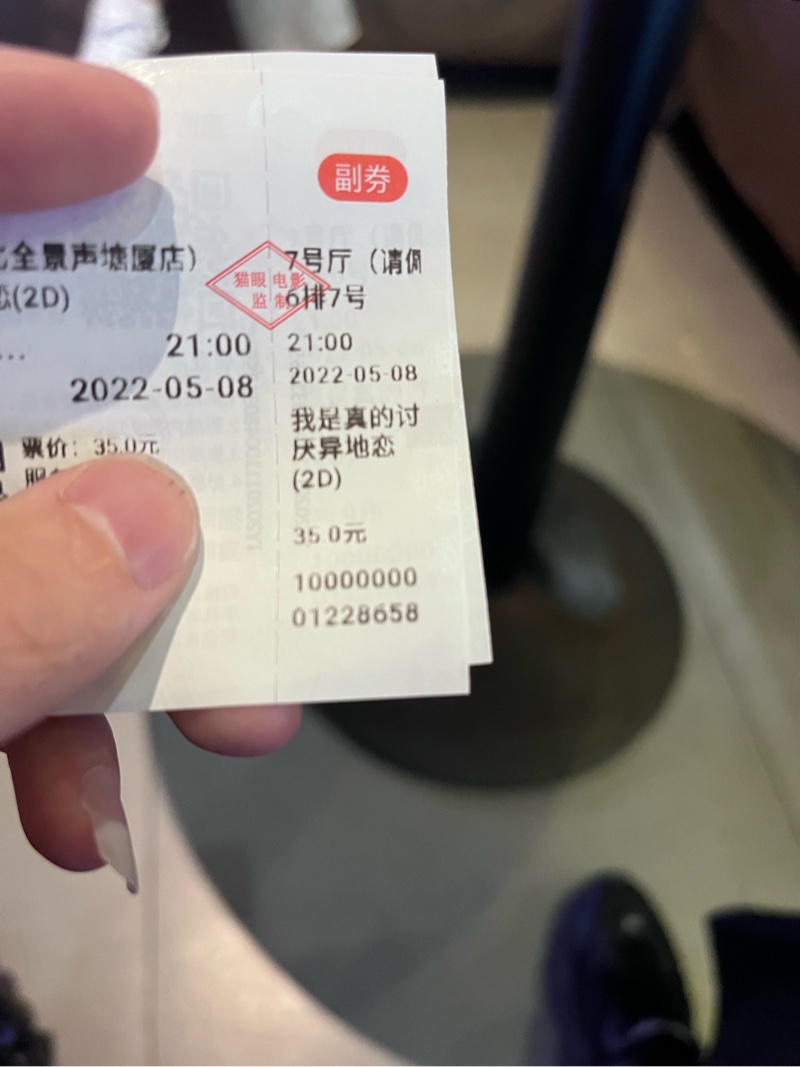 副券
全景声塘厦店）
7号厅（请
猫眼电影
监制
(2D)
6排7号
...
21:00
21:00
2022-05-08
2022-05-08
我是真的讨
厌异地恋
(2D)
票价：35.0元
35.0元
10000000
01228658